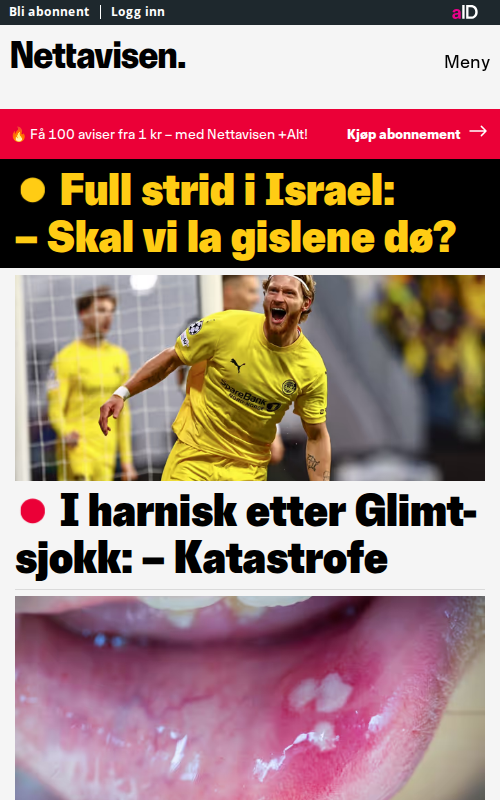 Bli abonnent | Logg inn
aID
Nettavisen.
Meny
🔥 Få 100 aviser fra 1 kr – med Nettavisen +Alt!
Kjøp abonnement →
Full strid i Israel:
– Skal vi la gislene dø?
SpareBank
I harnisk etter Glimt-
sjokk: – Katastrofe